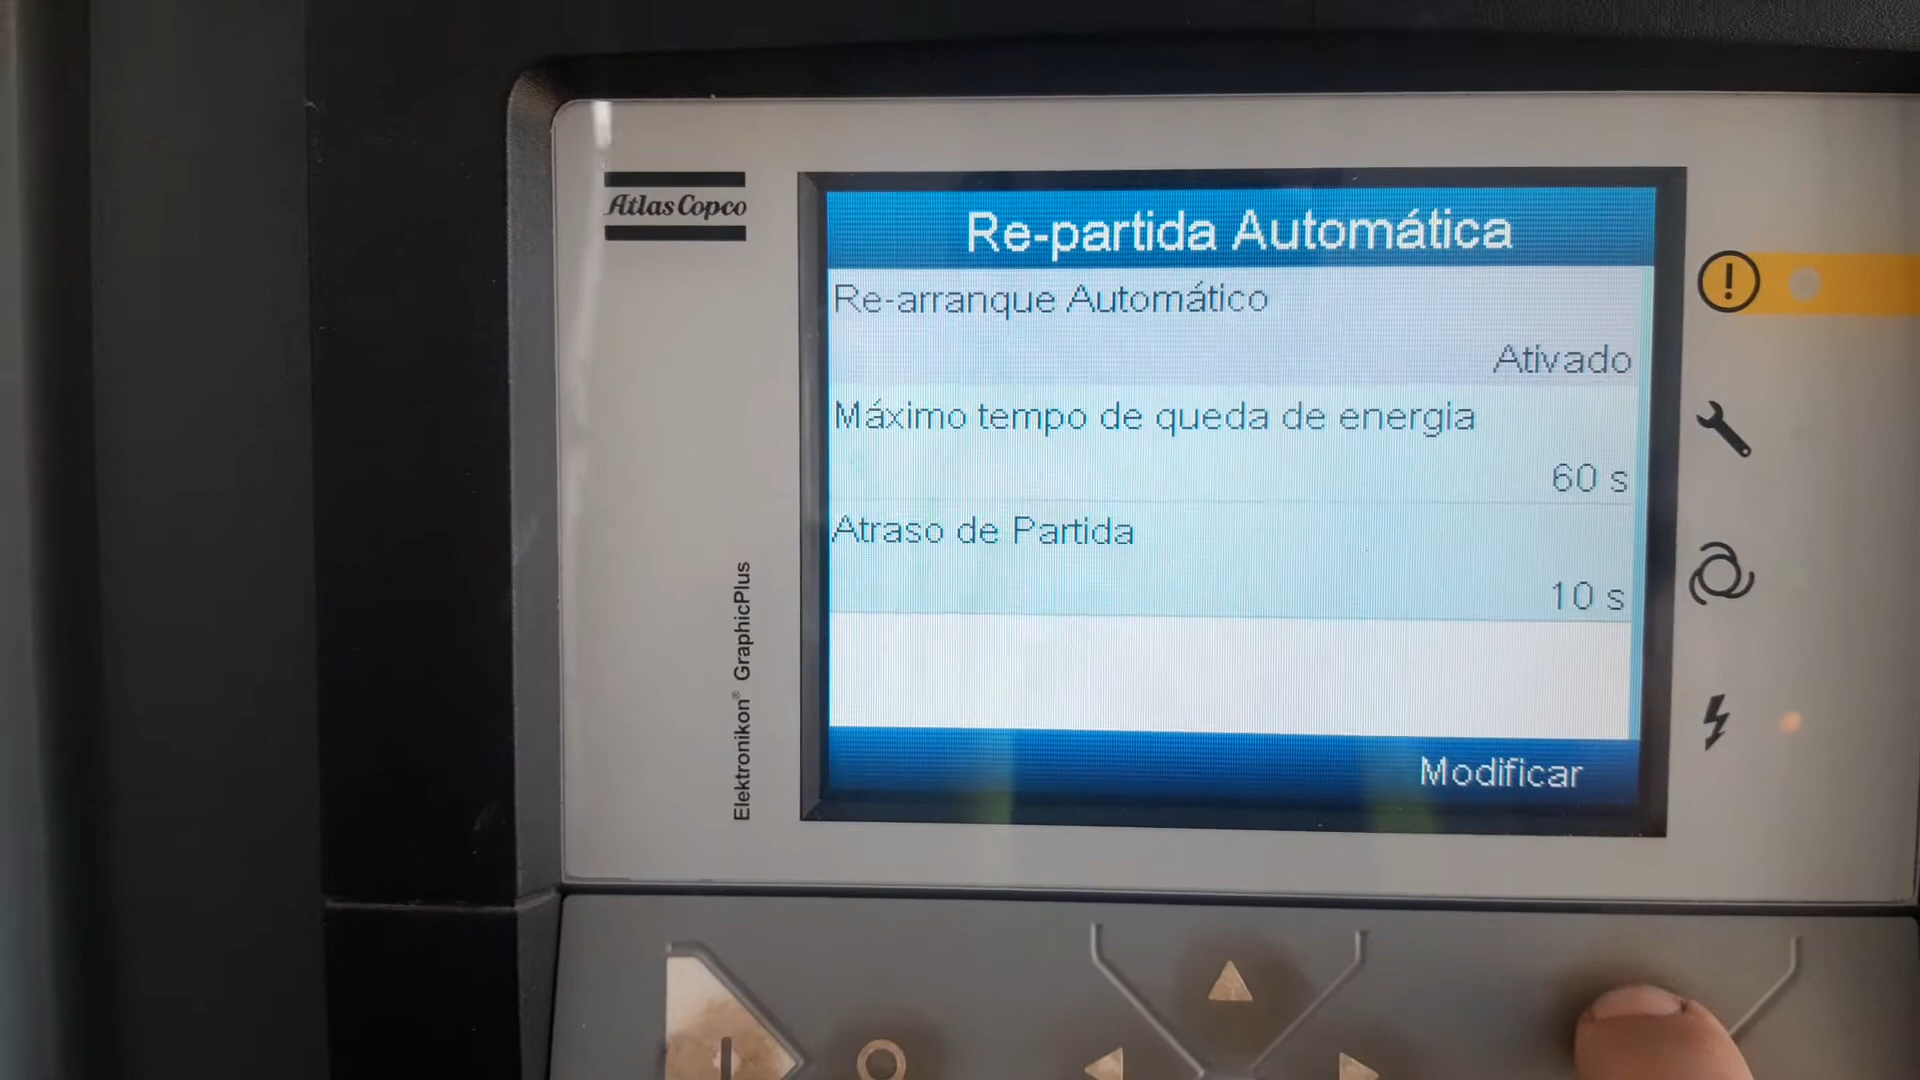 Atlas Copco
Re-partida Automática
Re-arranque Automático
Ativado
Máximo tempo de queda de energia
60 s
Atraso de Partida
10 s
Modificar
Elektronikon® GraphicPlus